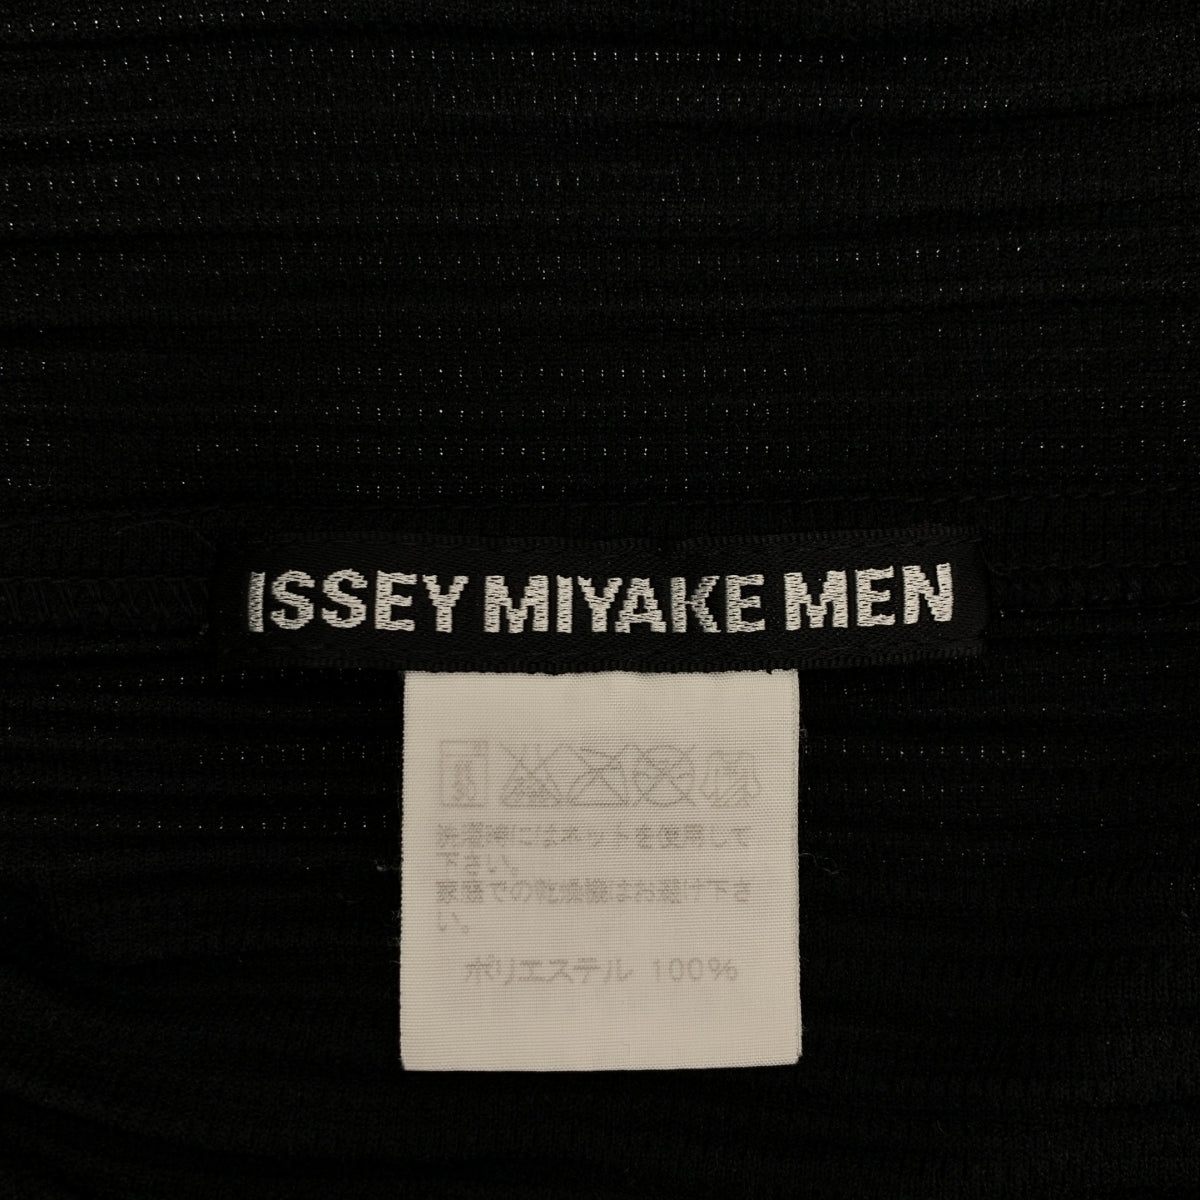 ISSEY MIYAKE MEN
洗濯時にはネットを使用して
下さい。
家庭での乾燥機はお避け下さ
い。
ポリエステル 100%